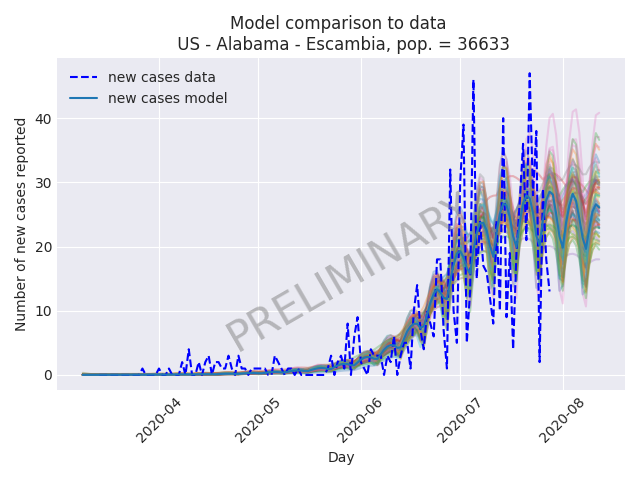 Model comparison to data
US - Alabama - Escambia, pop. = 36633
new cases data
new cases model
Number of new cases reported
40
30
20
10
0
PRELIMINARY
2020-04
2020-05
2020-06
2020-07
2020-08
Day